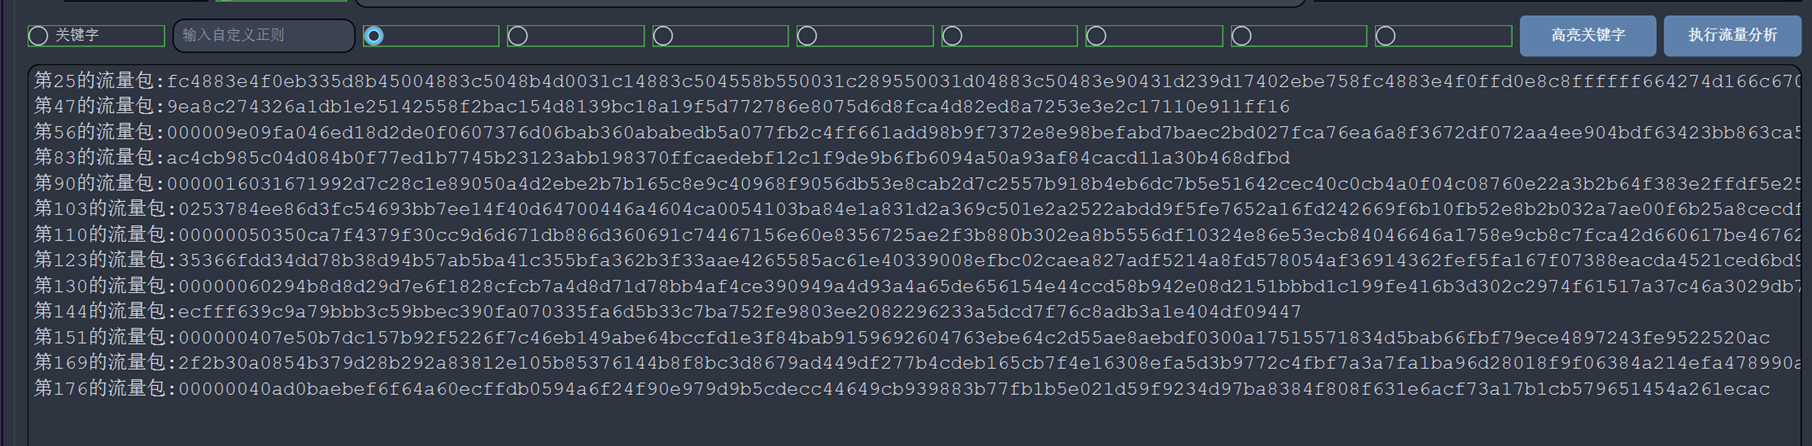 关键字 输入自定义正则 高亮关键字 执行流量分析
第25的流量包:fc4883e4f0eb335d8b45004883c5048b4d0031c14883c504558b550031c289550031d04883c50483e90431d239d17402ebe758fc4883e4f0ffd0e8c8ffffff664274d166c670
第47的流量包:9ea8c274326a1db1e25142558f2bac154d8139bc18a19f5d772786e8075d6d8fca4d82ed8a7253e3e2c17110e911ff16
第56的流量包:000009e09fa046ed18d2de0f0607376d06bab360ababedb5a077fb2c4ff661add98b9f7372e8e98befabd7baec2bd027fca76ea6a8f3672df072aa4ee904bdf63423bb863ca5
第83的流量包:ac4cb985c04d084b0f77ed1b7745b23123abb198370ffcaedebf12c1f9de9b6fb6094a50a93af84cacd11a30b468dfbd
第90的流量包:0000016031671992d7c28c1e89050a4d2ebe2b7b165c8e9c40968f9056db53e8cab2d7c2557b918b4eb6dc7b5e51642cec40c0cb4a0f04c08760e22a3b2b64f383e2ffdf5e25
第103的流量包:0253784ee86d3fc54693bb7ee14f40d64700446a4604ca0054103ba84e1a831d2a369c501e2a2522abdd9f5fe7652a16fd242669f6b10fb52e8b2b032a7ae00f6b25a8cecdf
第110的流量包:00000050350ca7f4379f30cc9d6d671db886d360691c74467156e60e8356725ae2f3b880b302ea8b5556df10324e86e53ecb84046646a1758e9cb8c7fca42d660617be46762
第123的流量包:35366fdd34dd78b38d94b57ab5ba41c355bfa362b3f33aae4265585ac61e40339008efbc02caea827adf5214a8fd578054af36914362fef5fa167f07388eacda4521ced6bd9
第130的流量包:00000060294b8d8d29d7e6f1828cfcb7a4d8d71d78bb4af4ce390949a4d93a4a65de656154e44ccd58b942e08d2151bbbd1c199fe416b3d302c2974f61517a37c46a3029db7
第144的流量包:ecfff639c9a79bbb3c59bbec390fa070335fa6d5b33c7ba752fe9803ee2082296233a5dcd7f76c8adb3a1e404df09447
第151的流量包:000000407e50b7dc157b92f5226f7c46eb149abe64bccfd1e3f84bab9159692604763ebe64c2d55ae8aebdf0300a17515571834d5bab66fbf79ece4897243fe9522520ac
第169的流量包:2f2b30a0854b379d28b292a83812e105b85376144b8f8bc3d8679ad449df277b4cdeb165cb7f4e16308efa5d3b9772c4fbf7a3a7fa1ba96d28018f9f06384a214efa478990a
第176的流量包:00000040ad0baebef6f64a60ecffdb0594a6f24f90e979d9b5cdecc44649cb939883b77fb1b5e021d59f9234d97ba8384f808f631e6acf73a17b1cb579651454a261ecac